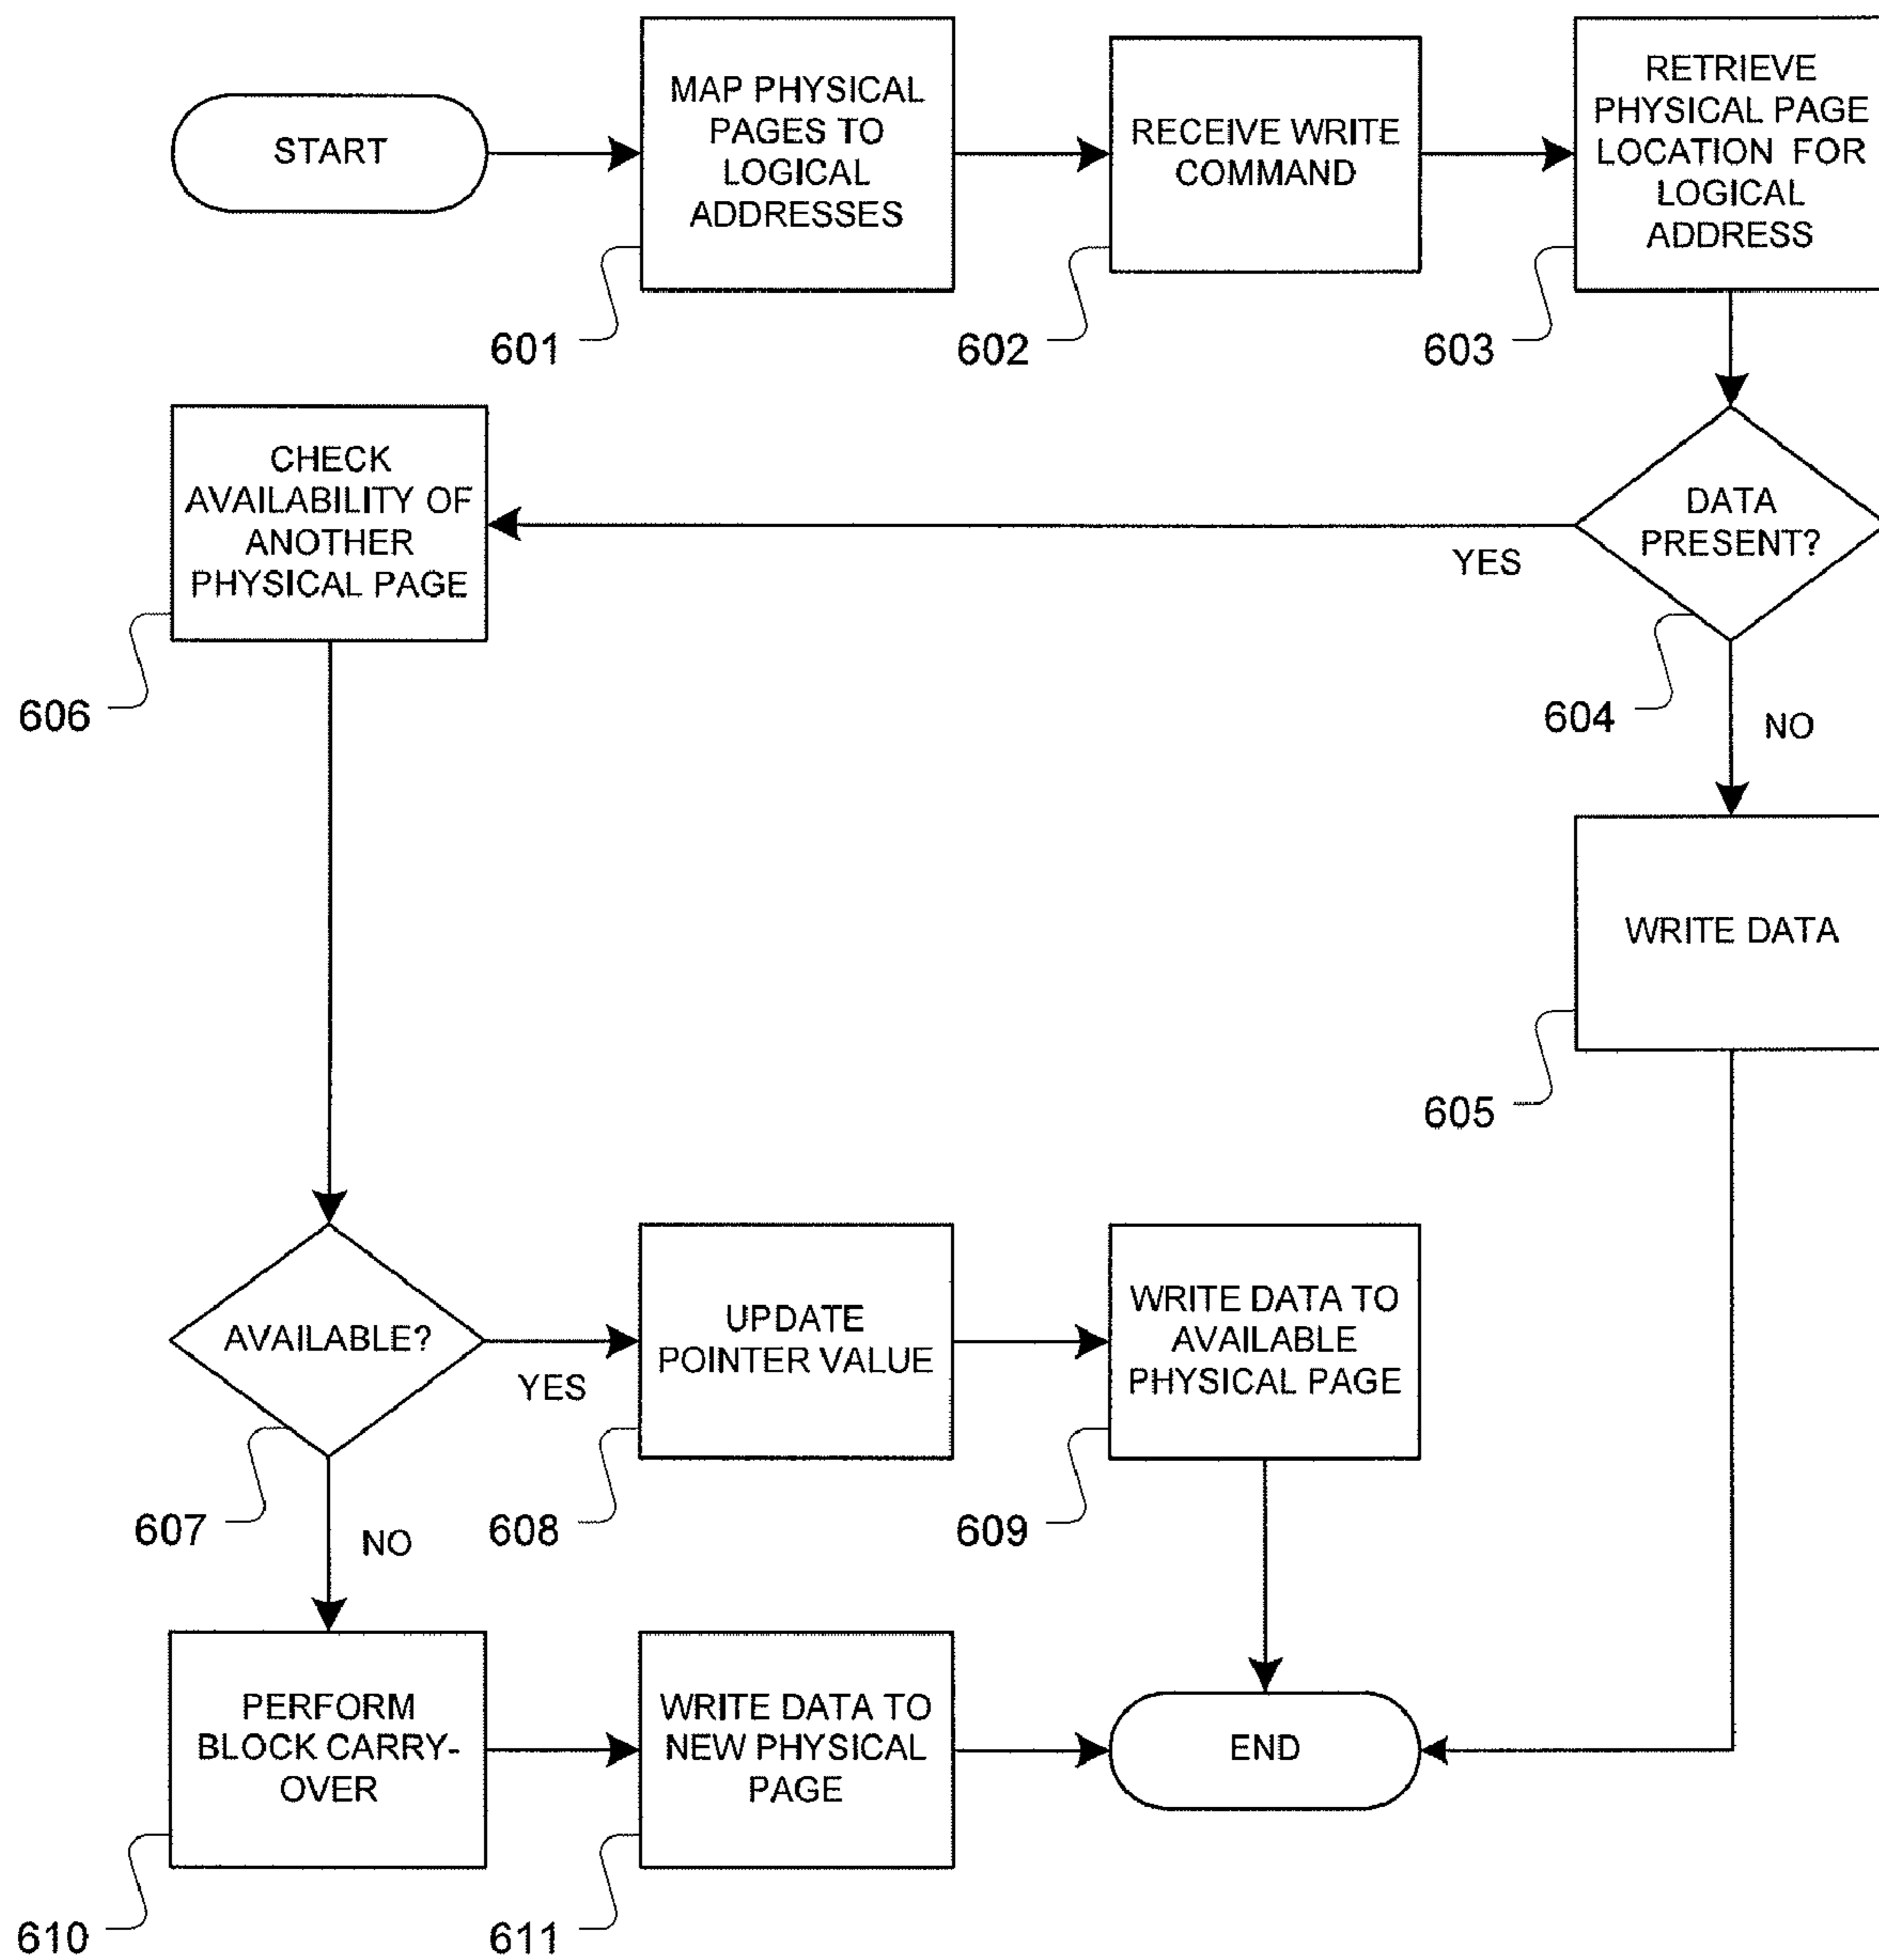 START
MAP PHYSICAL
PAGES TO
LOGICAL
ADDRESSES
601
RECEIVE WRITE
COMMAND
602
RETRIEVE
PHYSICAL PAGE
LOCATION FOR
LOGICAL
ADDRESS
603
DATA
PRESENT?
604
YES
NO
WRITE DATA
605
CHECK
AVAILABILITY OF
ANOTHER
PHYSICAL PAGE
606
AVAILABLE?
607
YES
NO
UPDATE
POINTER VALUE
608
WRITE DATA TO
AVAILABLE
PHYSICAL PAGE
609
PERFORM
BLOCK CARRY-
OVER
610
WRITE DATA TO
NEW PHYSICAL
PAGE
611
END